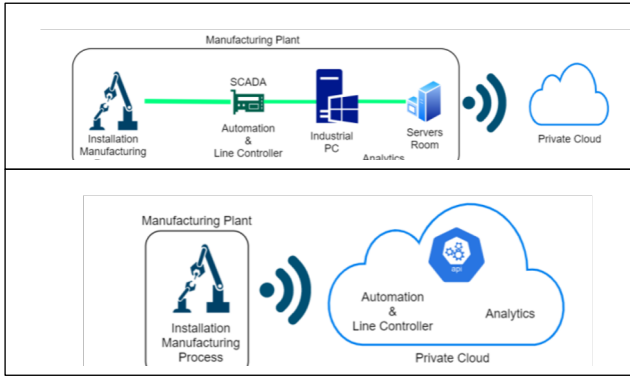 Manufacturing Plant
SCADA
Installation
Manufacturing
Automation
&
Line Controller
Industrial
PC
Analytics
Servers
Room
Private Cloud
Manufacturing Plant
Installation
Manufacturing
Process
api
Automation
&
Line Controller
Analytics
Private Cloud